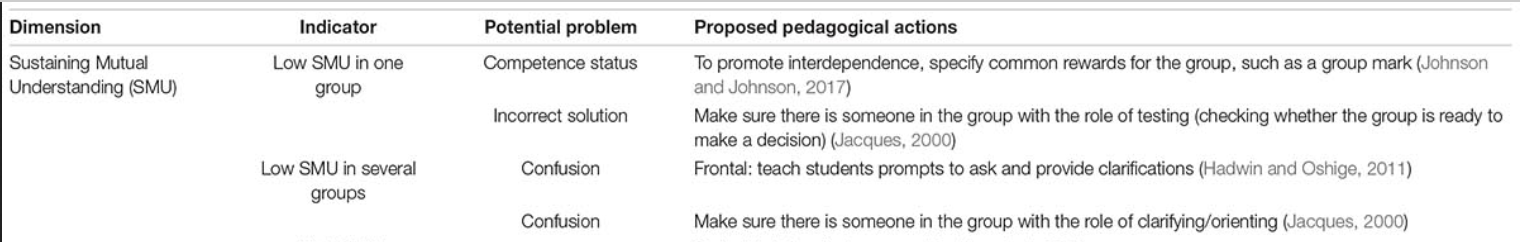 Dimension Indicator Potential problem Proposed pedagogical actions
Sustaining Mutual Low SMU in one Competence status To promote interdependence, specify common rewards for the group, such as a group mark (Johnson
Understanding (SMU) group and Johnson, 2017)
Incorrect solution Make sure there is someone in the group with the role of testing (checking whether the group is ready to
make a decision) (Jacques, 2000)
Low SMU in several Confusion Frontal: teach students prompts to ask and provide clarifications (Hadwin and Oshige, 2011)
groups
Confusion Make sure there is someone in the group with the role of clarifying/orienting (Jacques, 2000)